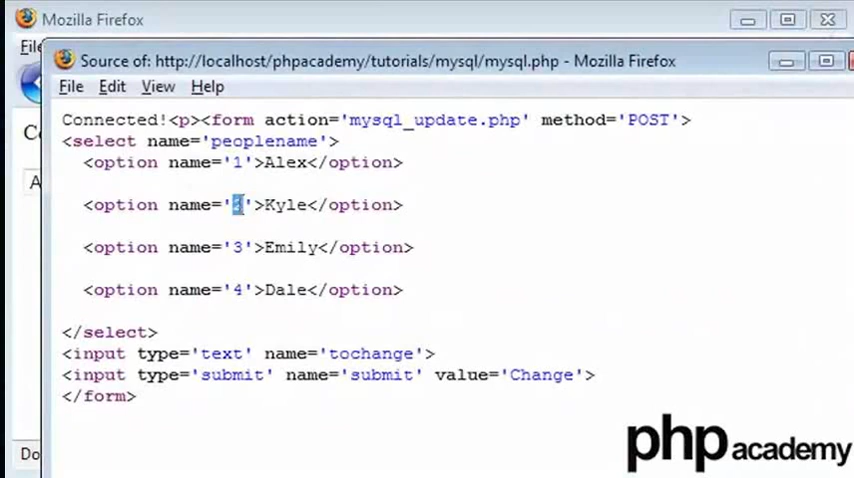 Mozilla Firefox
File
Source of: http://localhost/phpacademy/tutorials/mysql/mysql.php - Mozilla Firefox
File Edit View Help
Connected!<p><form action='mysql_update.php' method='POST'>
<select name='peoplename'>
<option name='1'>Alex</option>
<option name='2'>Kyle</option>
<option name='3'>Emily</option>
<option name='4'>Dale</option>
</select>
<input type='text' name='tochange'>
<input type='submit' name='submit' value='Change'>
</form>
php academy